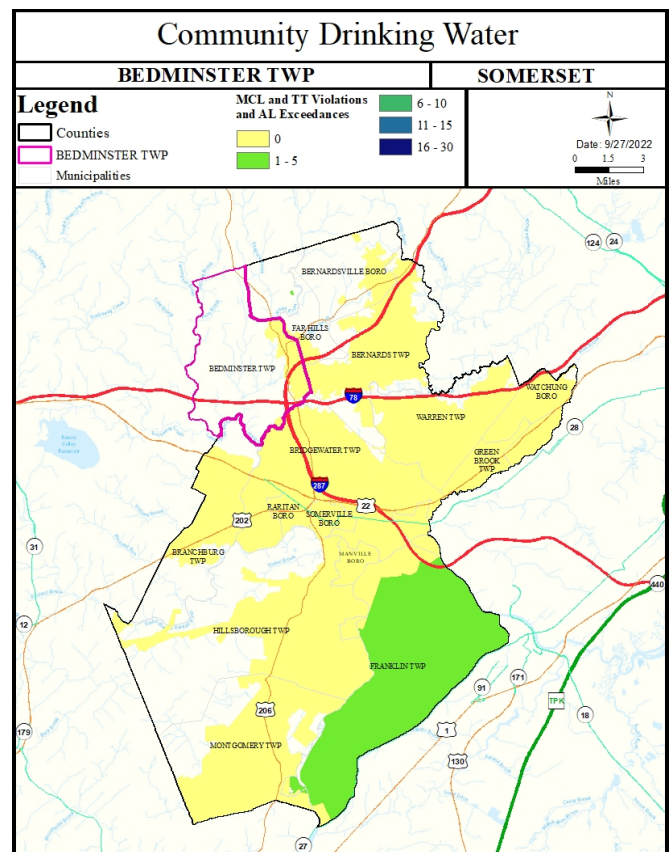 Community Drinking Water
BEDMINSTER TWP
SOMERSET
Legend
Counties
BEDMINSTER TWP
Municipalities
MCL and TT Violations
and AL Exceedances
0
1 - 5
6 - 10
11 - 15
16 - 30
N
Date: 9/27/2022
0 1.5 3
Miles
124
24
BERNARDSVILLE BORO
FAR HILLS
BORO
BERNARDS TWP
BEDMINSTER TWP
WATCHUNG
BORO
78
WARREN TWP
28
BRIDGEWATER TWP
GREEN
BROOK
TWP
287
22
RARITAN
BORO
SOMERVILLE
BORO
202
31
BRANCHBURG
TWP
MANVILLE
BORO
440
12
HILLSBOROUGH TWP
FRANKLIN TWP
171
91
TPK
206
18
179
1
MONTGOMERY TWP
130
27